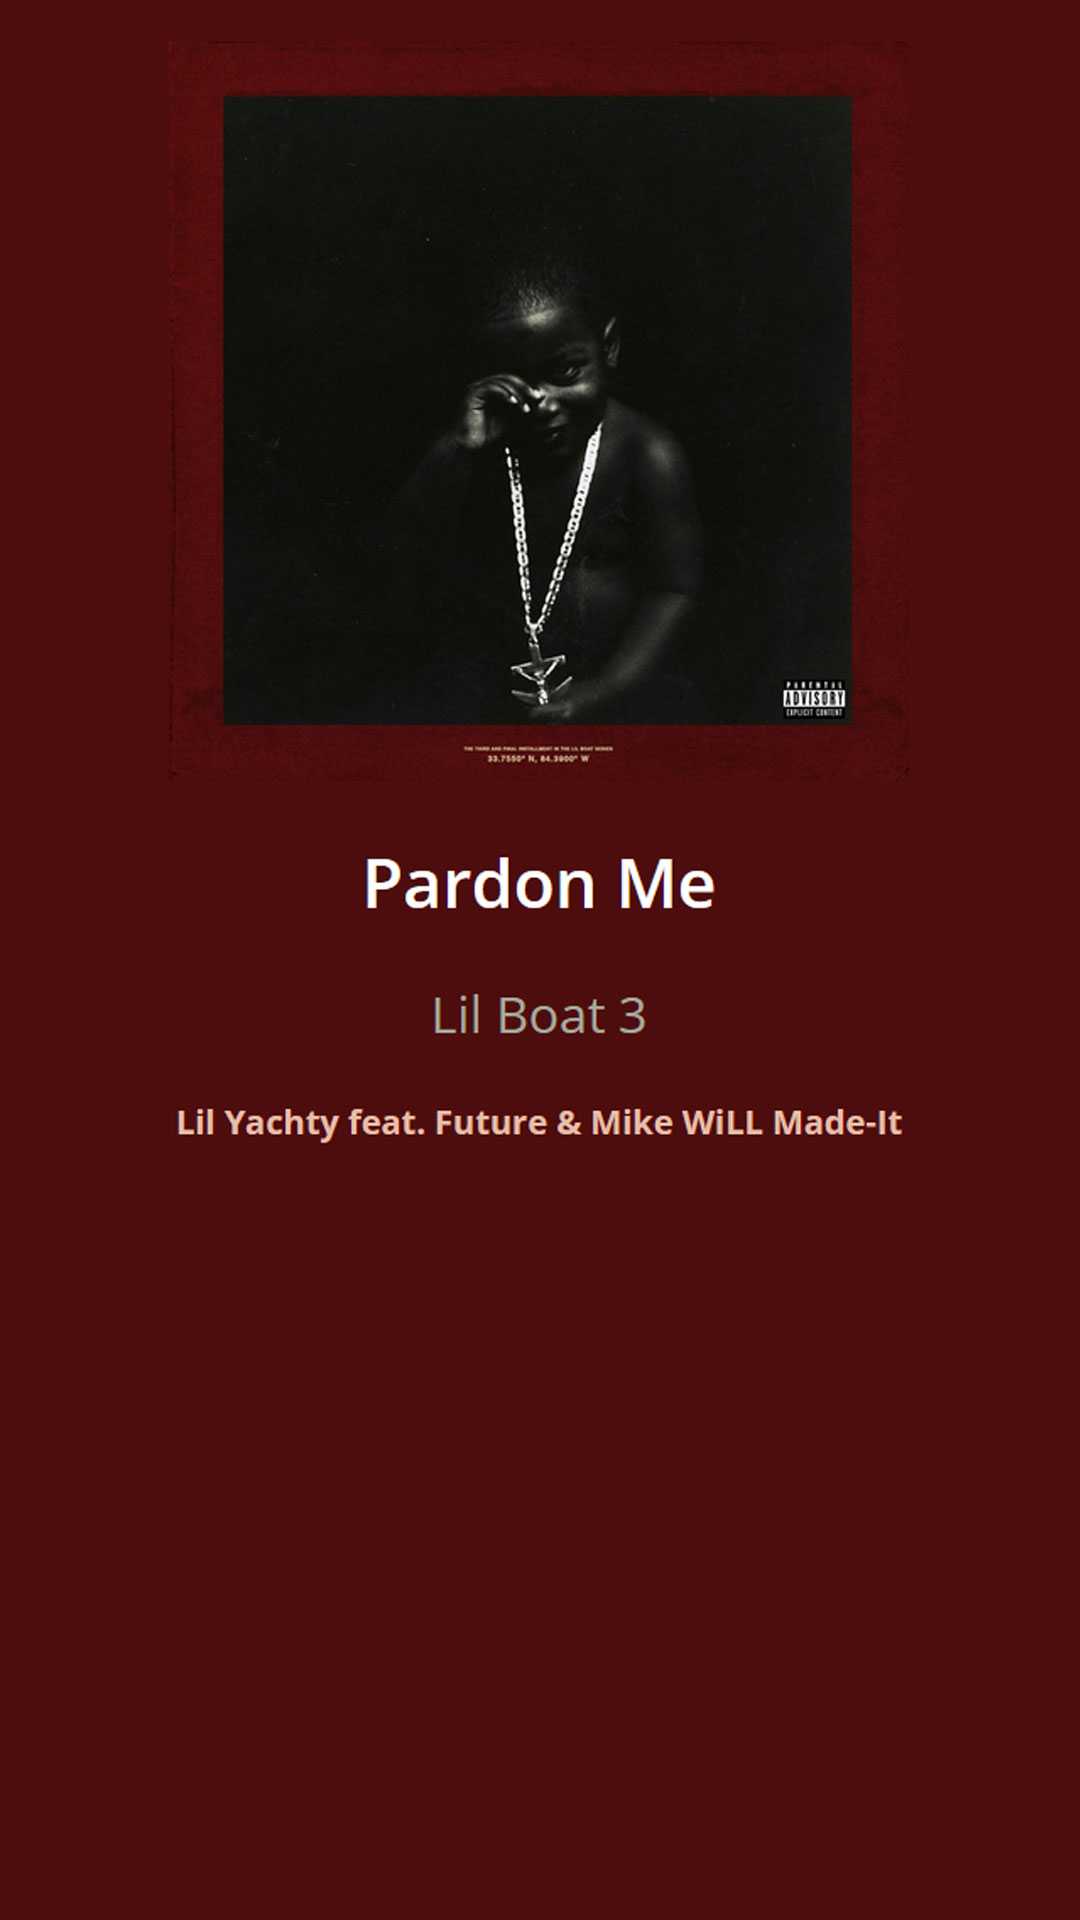 PARENTAL
ADVISORY
EXPLICIT CONTENT
THE THIRD AND FINAL INSTALLMENT IN THE LIL BOAT SERIES
33.7550° N, 84.3900° W
Pardon Me
Lil Boat 3
Lil Yachty feat. Future & Mike WiLL Made-It